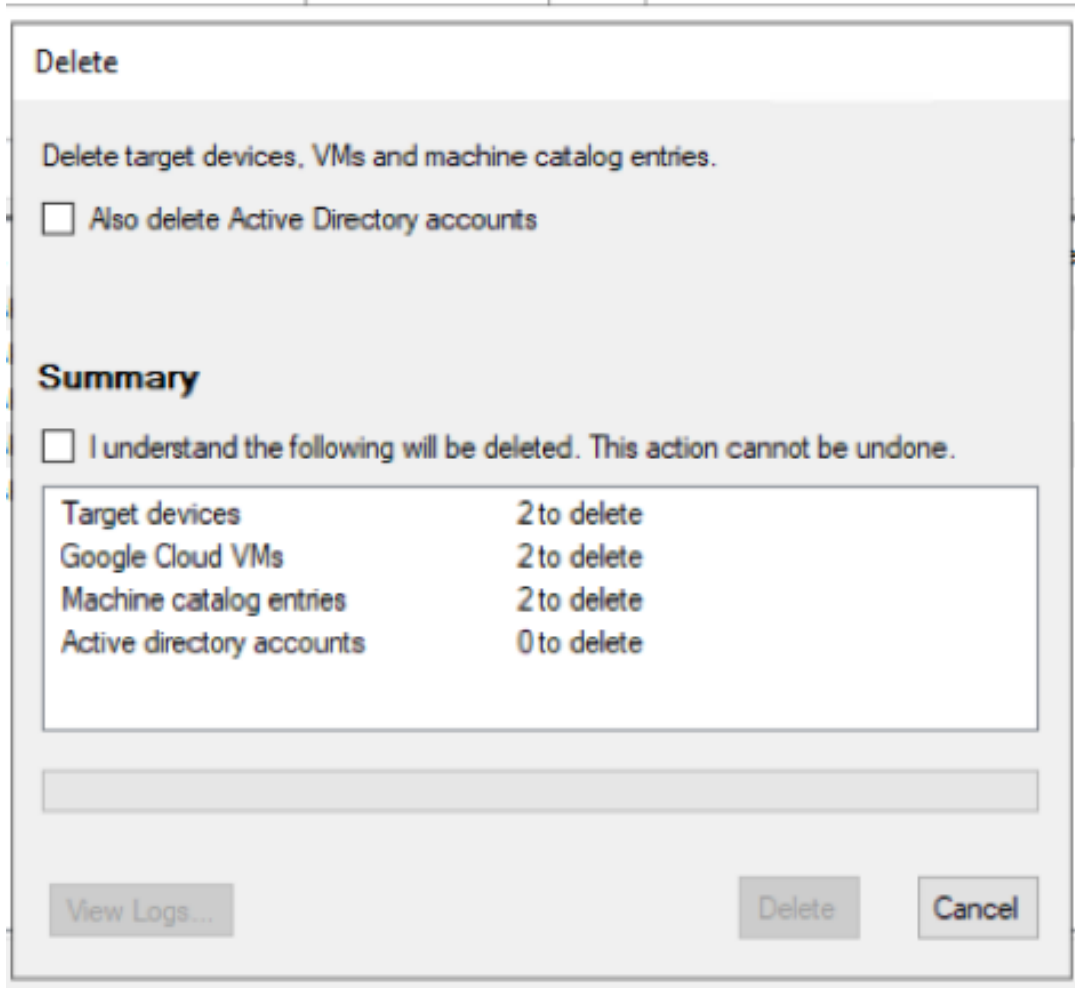 Delete
Delete target devices, VMs and machine catalog entries.
Also delete Active Directory accounts
Summary
I understand the following will be deleted. This action cannot be undone.
Target devices 2 to delete
Google Cloud VMs 2 to delete
Machine catalog entries 2 to delete
Active directory accounts 0 to delete
View Logs... Delete Cancel